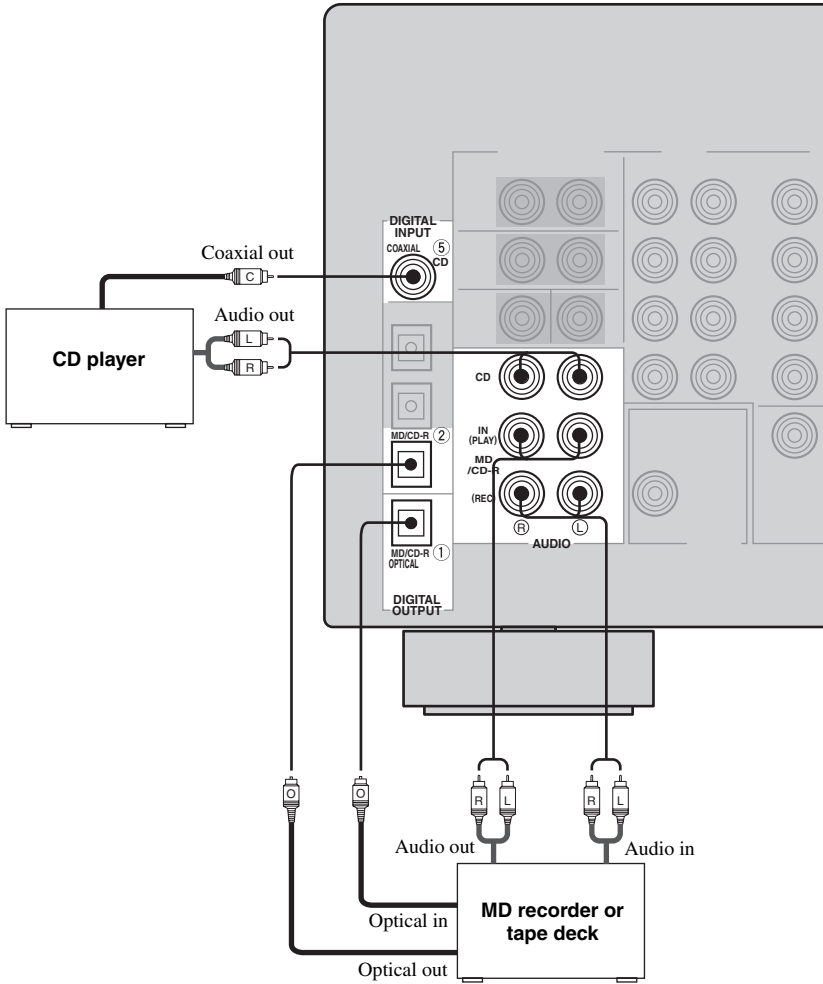 DIGITAL
INPUT
COAXIAL ⑤
CD
Coaxial out
C
Audio out
L
R
CD player
CD
MD/CD-R ②
IN
(PLAY)
MD
/CD-R
(REC)
R L
AUDIO
MD/CD-R ①
OPTICAL
DIGITAL
OUTPUT
O O
R L R L
Audio out Audio in
Optical in
Optical out
MD recorder or
tape deck